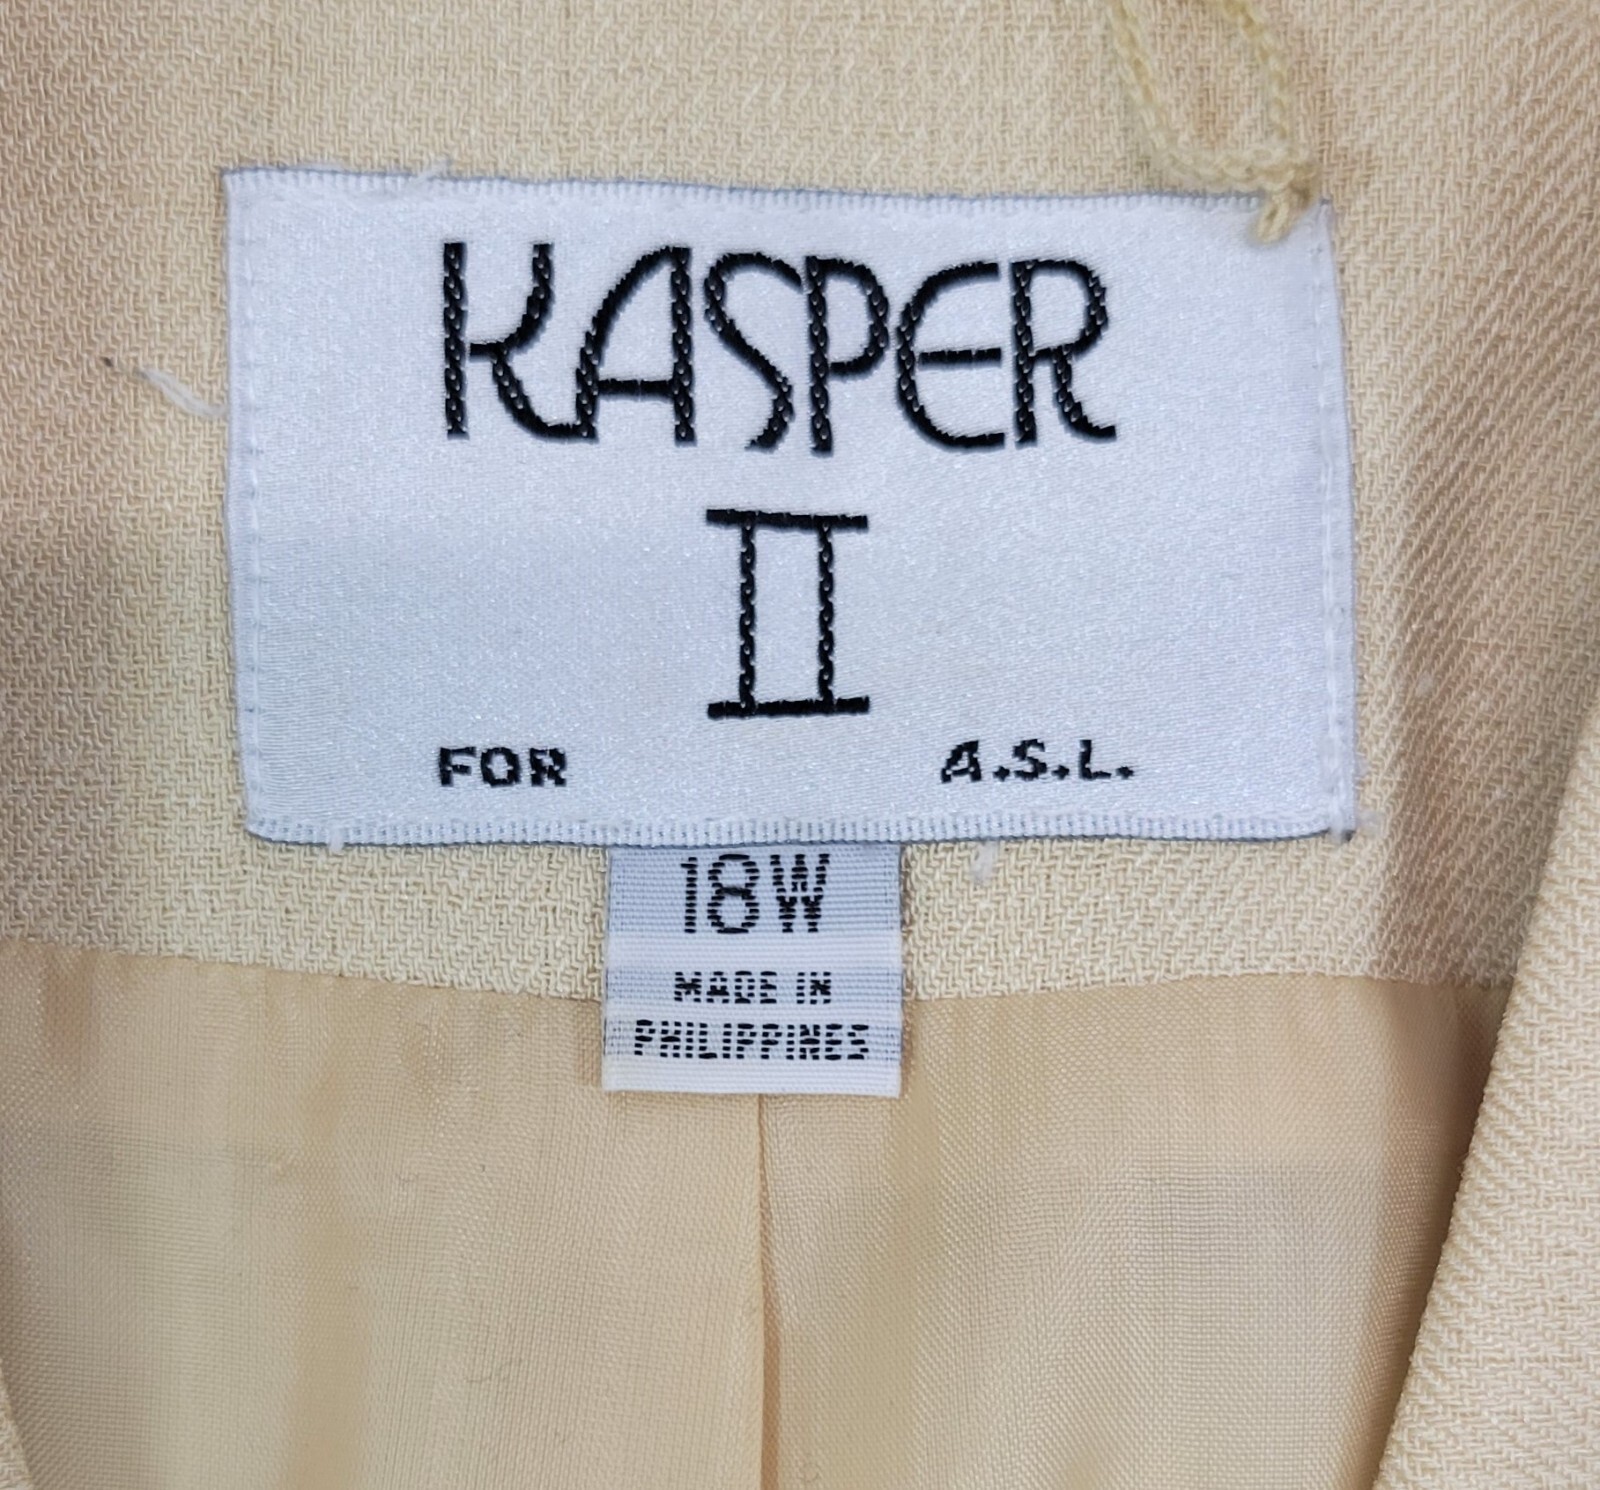 KASPER
II
FOR A.S.L.
18W
MADE IN
PHILIPPINES